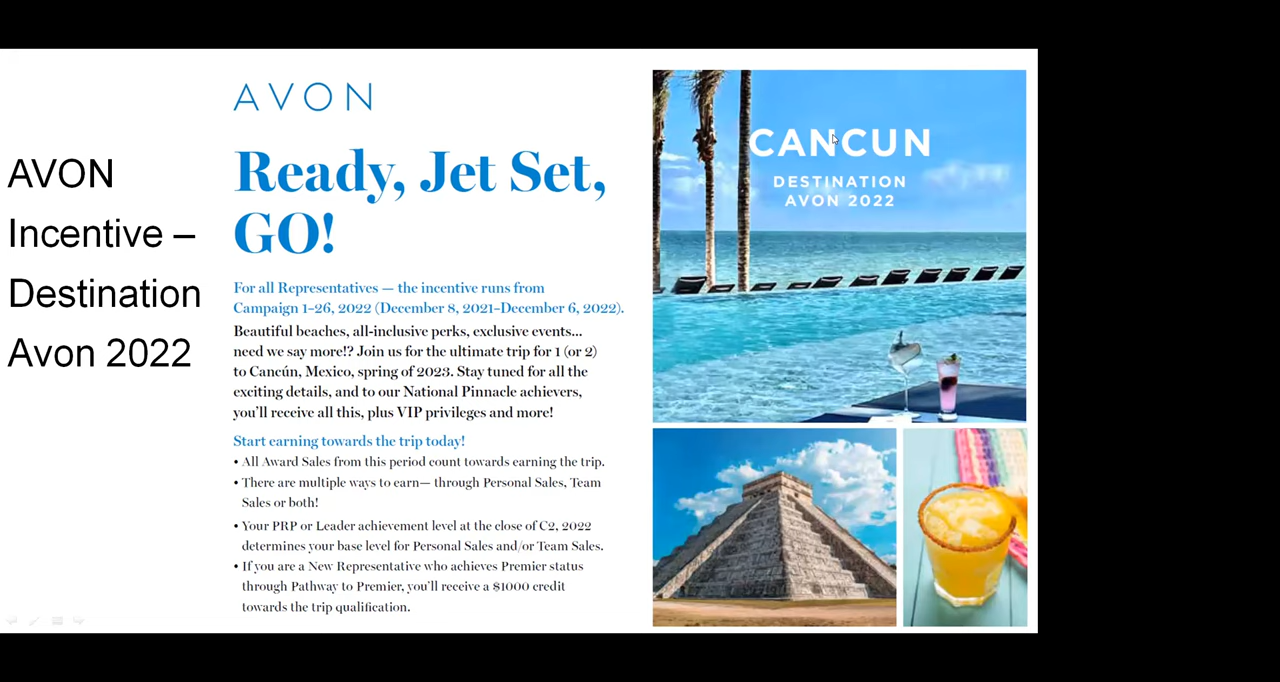 AVON
Incentive –
Destination
Avon 2022
AVON
Ready, Jet Set,
GO!
For all Representatives — the incentive runs from
Campaign 1–26, 2022 (December 8, 2021–December 6, 2022).
Beautiful beaches, all-inclusive perks, exclusive events...
need we say more!? Join us for the ultimate trip for 1 (or 2)
to Cancún, Mexico, spring of 2023. Stay tuned for all the
exciting details, and to our National Pinnacle achievers,
you'll receive all this, plus VIP privileges and more!
Start earning towards the trip today!
• All Award Sales from this period count towards earning the trip.
• There are multiple ways to earn— through Personal Sales, Team
Sales or both!
• Your PRP or Leader achievement level at the close of C2, 2022
determines your base level for Personal Sales and/or Team Sales.
• If you are a New Representative who achieves Premier status
through Pathway to Premier, you'll receive a $1000 credit
towards the trip qualification.
CANCUN
DESTINATION
AVON 2022